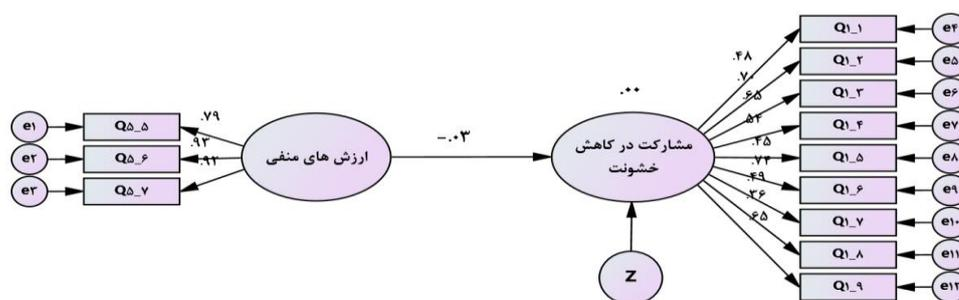 e۱
Q۵_۵
.۷۹
e۲
Q۵_۶
.۹۳
e۳
Q۵_۷
.۹۲
ارزش های منفی
-.۰۳
.۰۰
مشارکت در کاهش
خشونت
Z
.۴۸
Q۱_۱
e۴
.۷۰
Q۱_۲
e۵
.۶۵
Q۱_۳
e۶
.۵۴
Q۱_۴
e۷
.۴۵
Q۱_۵
e۸
.۷۴
Q۱_۶
e۹
.۴۹
Q۱_۷
e۱۰
.۳۶
Q۱_۸
e۱۱
.۶۵
Q۱_۹
e۱۲